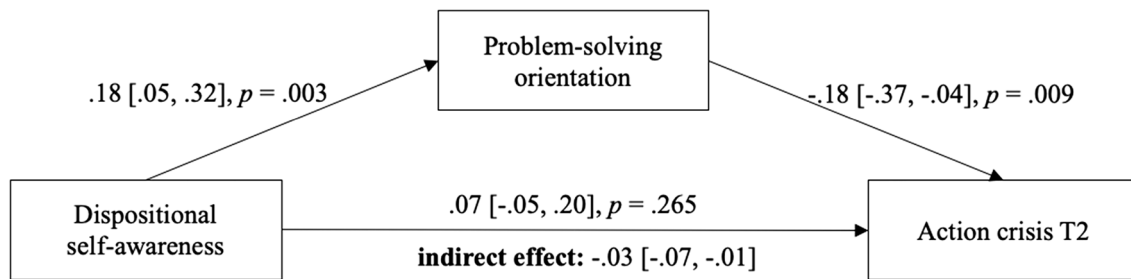 Problem-solving
orientation
.18 [.05, .32], p = .003
-.18 [-.37, -.04], p = .009
Dispositional
self-awareness
.07 [-.05, .20], p = .265
indirect effect: -.03 [-.07, -.01]
Action crisis T2